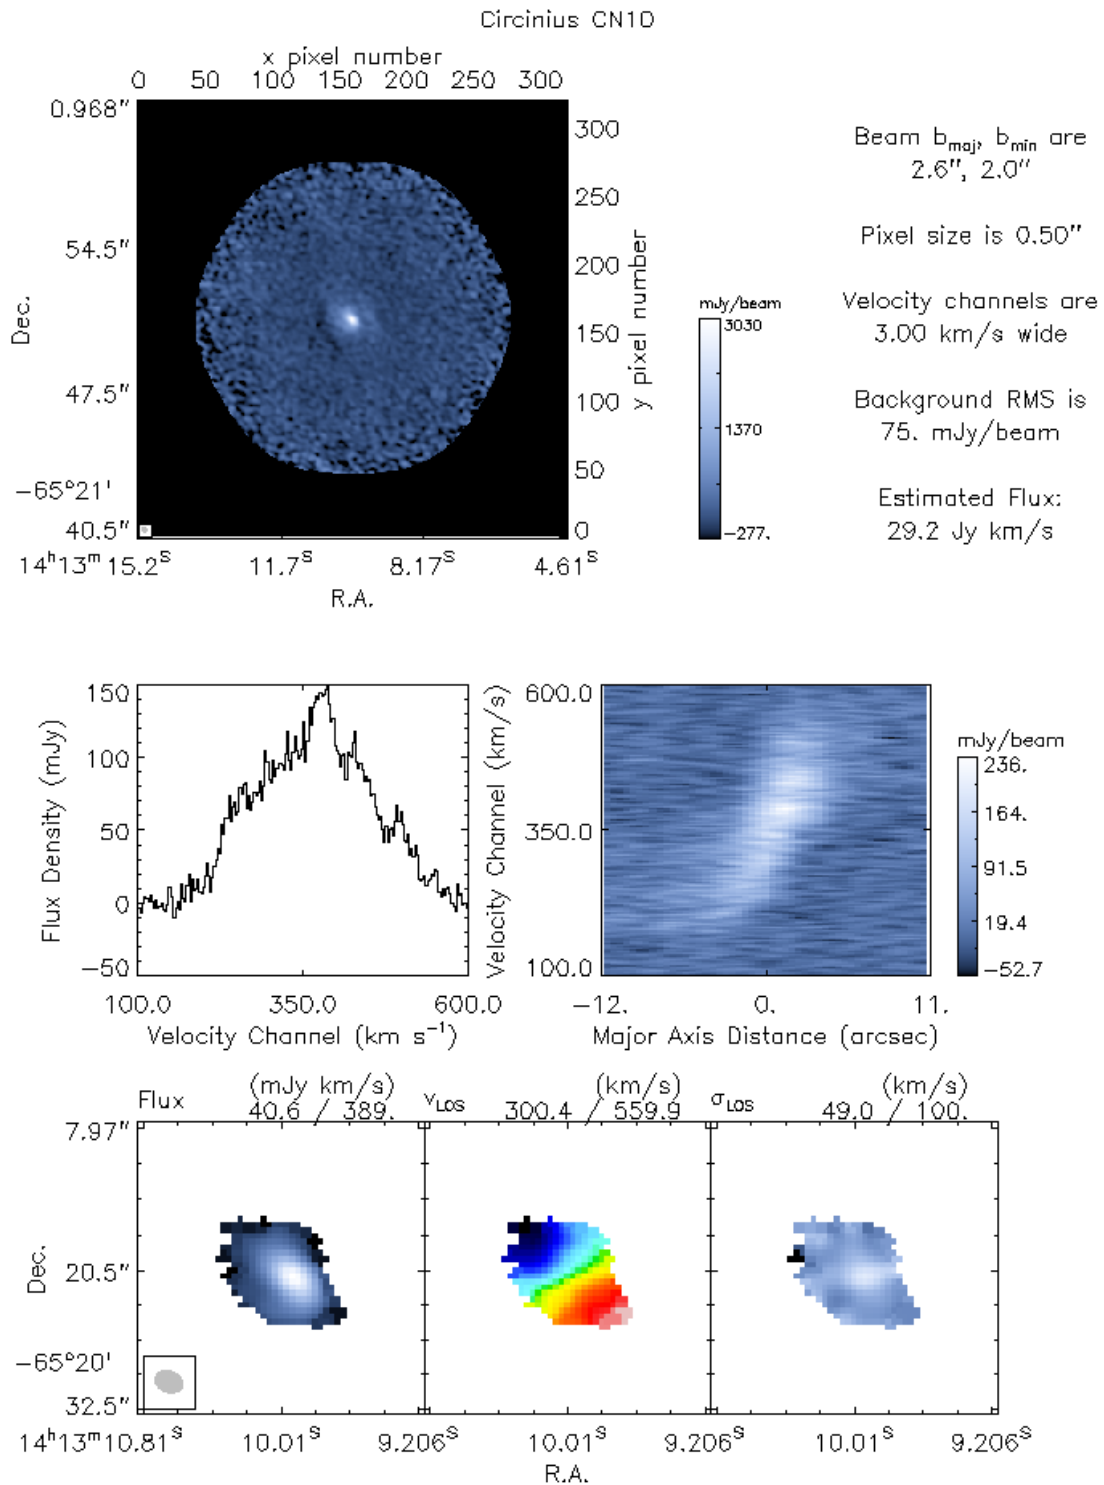 Circinius CN10
x pixel number
0 50 100 150 200 250 300
0.968"
54.5"
Dec.
47.5"
-65°21'
40.5"
300
250
200
150
100
50
0
y pixel number
14ʰ13ᵐ15.2ˢ 11.7ˢ 8.17ˢ 4.61ˢ
R.A.
mJy/beam
3030
1370
-277.
Beam b_maj, b_min are
2.6", 2.0"
Pixel size is 0.50"
Velocity channels are
3.00 km/s wide
Background RMS is
75. mJy/beam
Estimated Flux:
29.2 Jy km/s
150
100
50
0
-50
Flux Density (mJy)
100.0 350.0 600.0
Velocity Channel (km s⁻¹)
Velocity Channel (km/s)
600.0
350.0
100.0
-12. 0. 11.
Major Axis Distance (arcsec)
mJy/beam
236.
164.
91.5
19.4
-52.7
Flux (mJy km/s)
40.6 / 389.
v_LOS (km/s)
300.4 / 559.9
σ_LOS (km/s)
49.0 / 100.
7.97"
Dec.
20.5"
-65°20'
32.5"
14ʰ13ᵐ10.81ˢ 10.01ˢ 9.206ˢ 10.01ˢ 9.206ˢ 10.01ˢ 9.206ˢ
R.A.